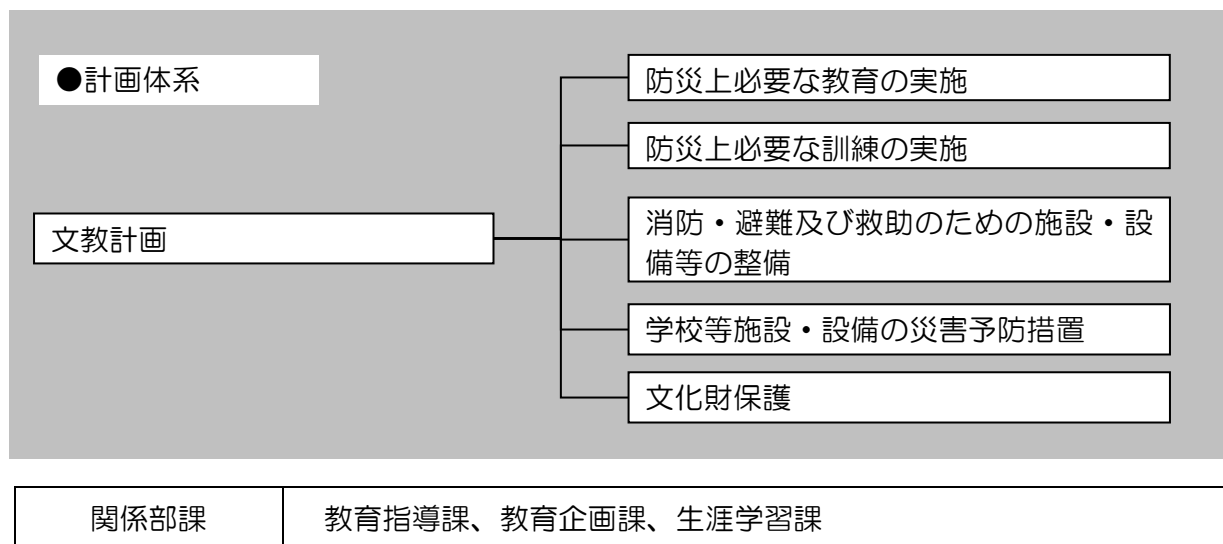 ●計画体系
防災上必要な教育の実施
防災上必要な訓練の実施
文教計画
消防・避難及び救助のための施設・設
備等の整備
学校等施設・設備の災害予防措置
文化財保護
関係部課
教育指導課、教育企画課、生涯学習課